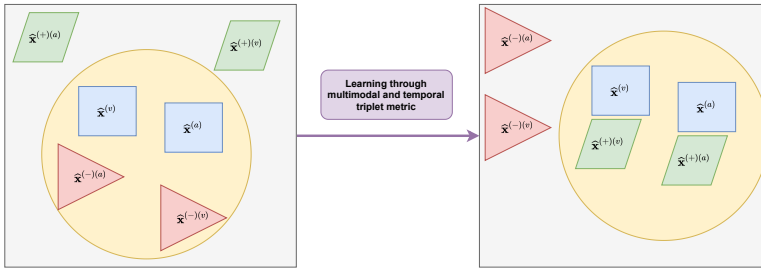 x̂^(+)(a)
x̂^(+)(v)
x̂^(v)
x̂^(a)
x̂^(−)(a)
x̂^(−)(v)
Learning through
multimodal and temporal
triplet metric
x̂^(−)(a)
x̂^(−)(v)
x̂^(v)
x̂^(a)
x̂^(+)(v)
x̂^(+)(a)